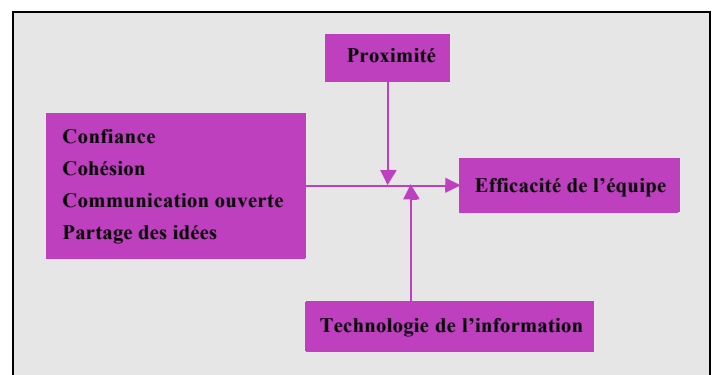 Proximité
Confiance
Cohésion
Communication ouverte
Partage des idées
Efficacité de l’équipe
Technologie de l’information